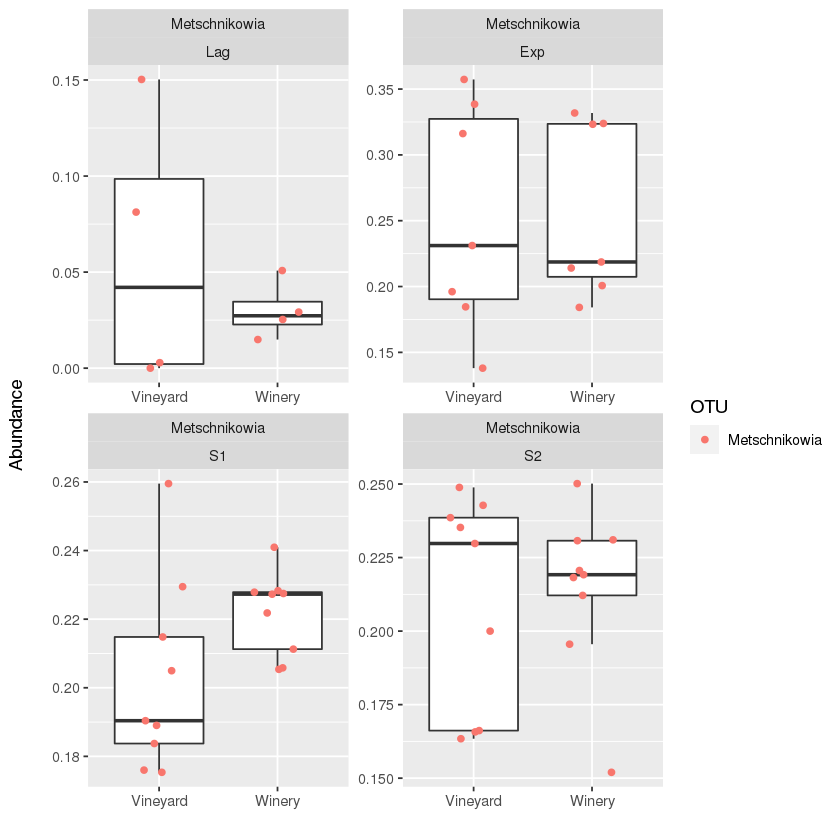 Metschnikowia
Lag
0.15
0.10
0.05
0.00
Vineyard Winery
Metschnikowia
Exp
0.35
0.30
0.25
0.20
0.15
Vineyard Winery
Metschnikowia
S1
0.26
0.24
0.22
0.20
0.18
Vineyard Winery
Metschnikowia
S2
0.250
0.225
0.200
0.175
0.150
Vineyard Winery
Abundance
OTU
Metschnikowia